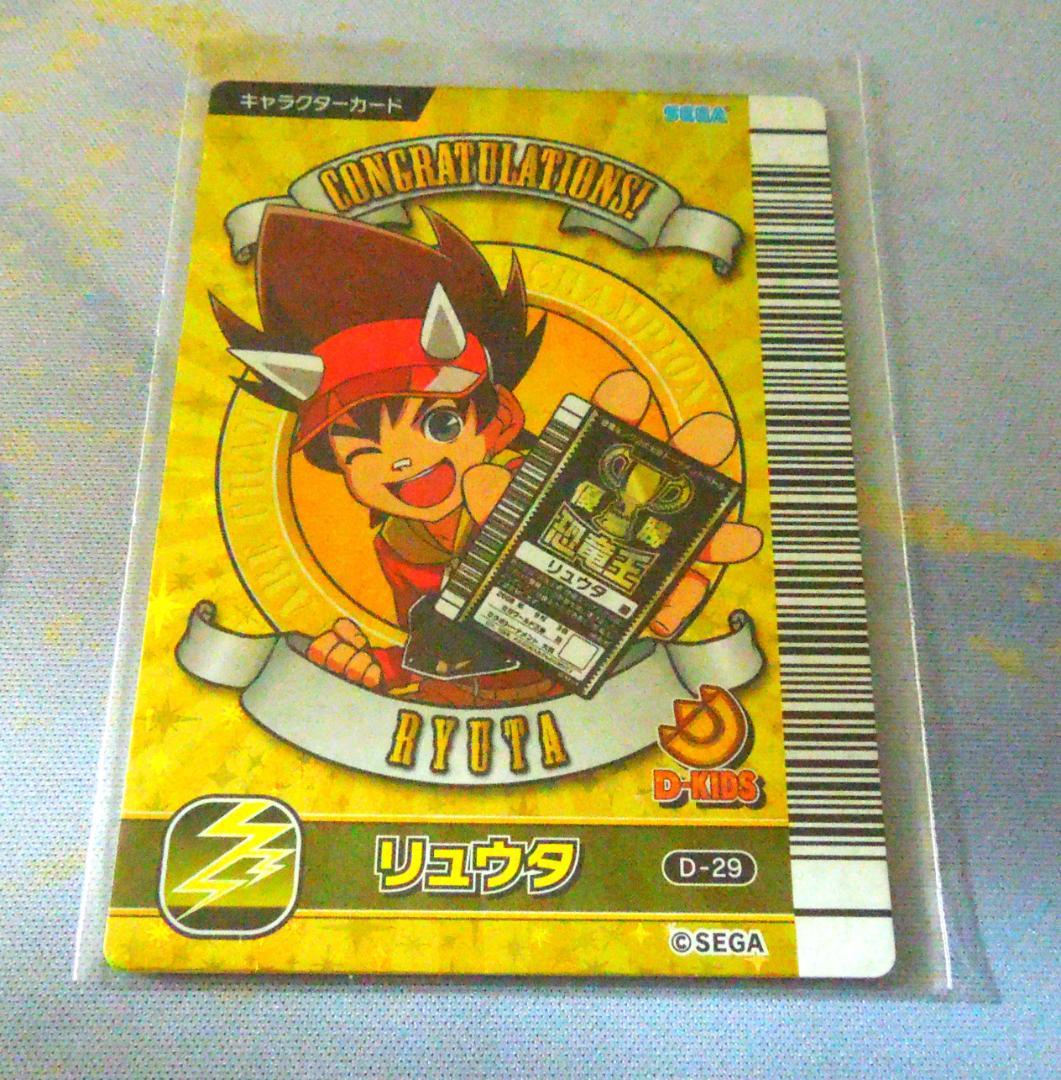 キャラクターカード
SEGA
CONGRATULATIONS!
CHAMPION
恐竜王
リュウタ
RYUTA
D-KIDS
リュウタ
D-29
©SEGA